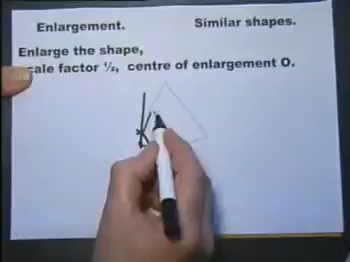 Enlargement. Similar shapes.
Enlarge the shape,
cale factor ½, centre of enlargement O.